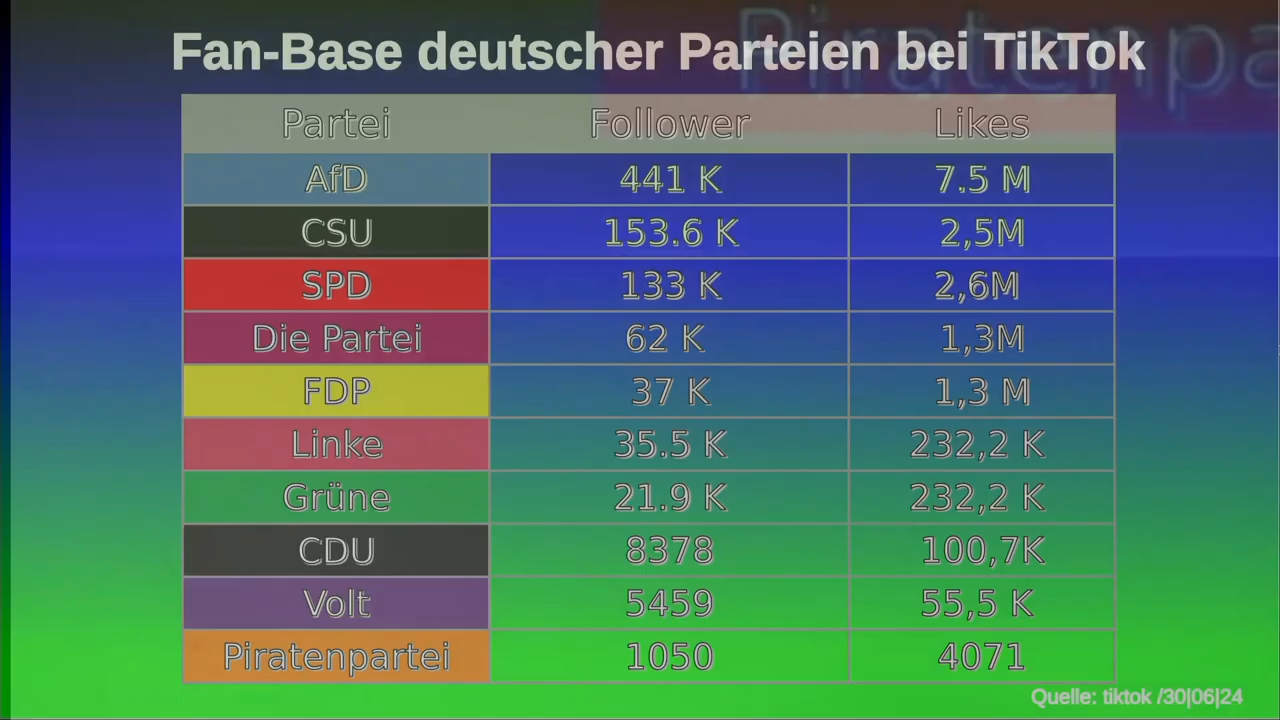 Piratenpa
Fan-Base deutscher Parteien bei TikTok
Partei Follower Likes
AfD 441 K 7.5 M
CSU 153.6 K 2,5M
SPD 133 K 2,6M
Die Partei 62 K 1,3M
FDP 37 K 1,3 M
Linke 35.5 K 232,2 K
Grüne 21.9 K 232,2 K
CDU 8378 100,7K
Volt 5459 55,5 K
Piratenpartei 1050 4071
Quelle: tiktok /30|06|24